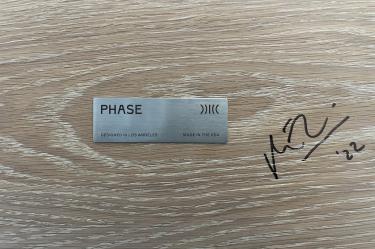 PHASE
DESIGNED IN LOS ANGELES MADE IN THE USA
'22